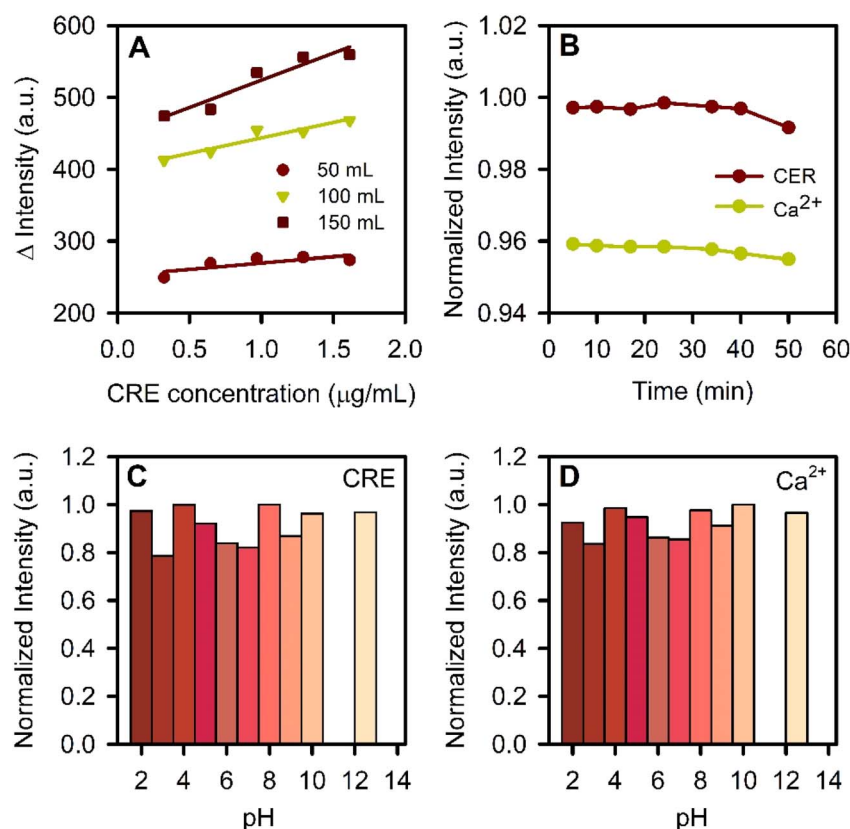 A
Δ Intensity (a.u.)
600
500
400
300
200
50 mL
100 mL
150 mL
0.0 0.5 1.0 1.5 2.0
CRE concentration (μg/mL)
B
Normalized Intensity (a.u.)
1.02
1.00
0.98
0.96
0.94
CER
Ca²⁺
0 10 20 30 40 50 60
Time (min)
C
CRE
Normalized Intensity (a.u.)
1.2
1.0
0.8
0.6
0.4
0.2
0.0
2 4 6 8 10 12 14
pH
D
Ca²⁺
Normalized Intensity (a.u.)
1.2
1.0
0.8
0.6
0.4
0.2
0.0
2 4 6 8 10 12 14
pH